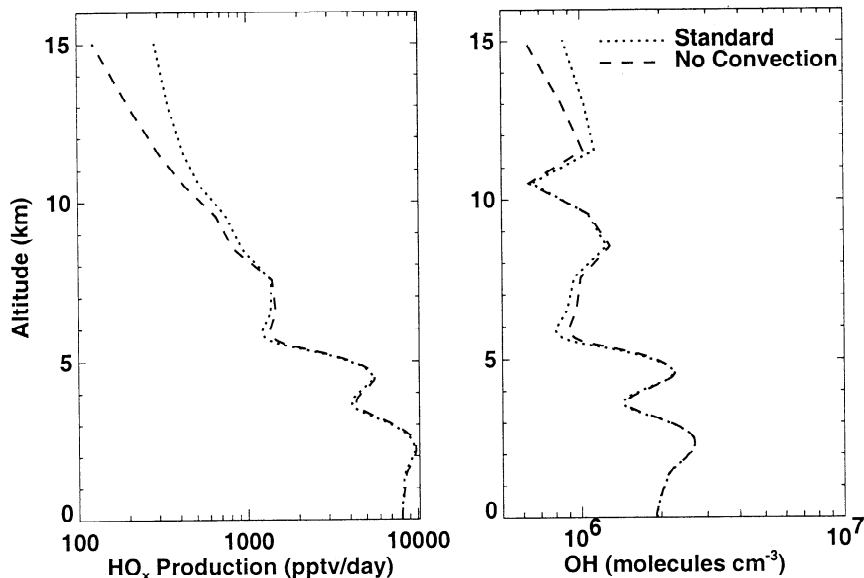 15
10
5
0
Altitude (km)
100
1000
10000
HOx Production (pptv/day)
Standard
No Convection
15
10
5
0
10^6
10^7
OH (molecules cm^-3)